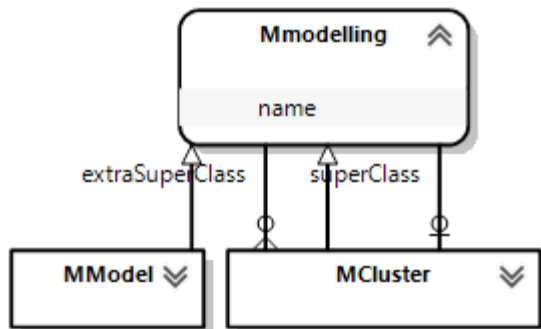 Mmodelling
name
extraSuperClass
superClass
MModel
MCluster